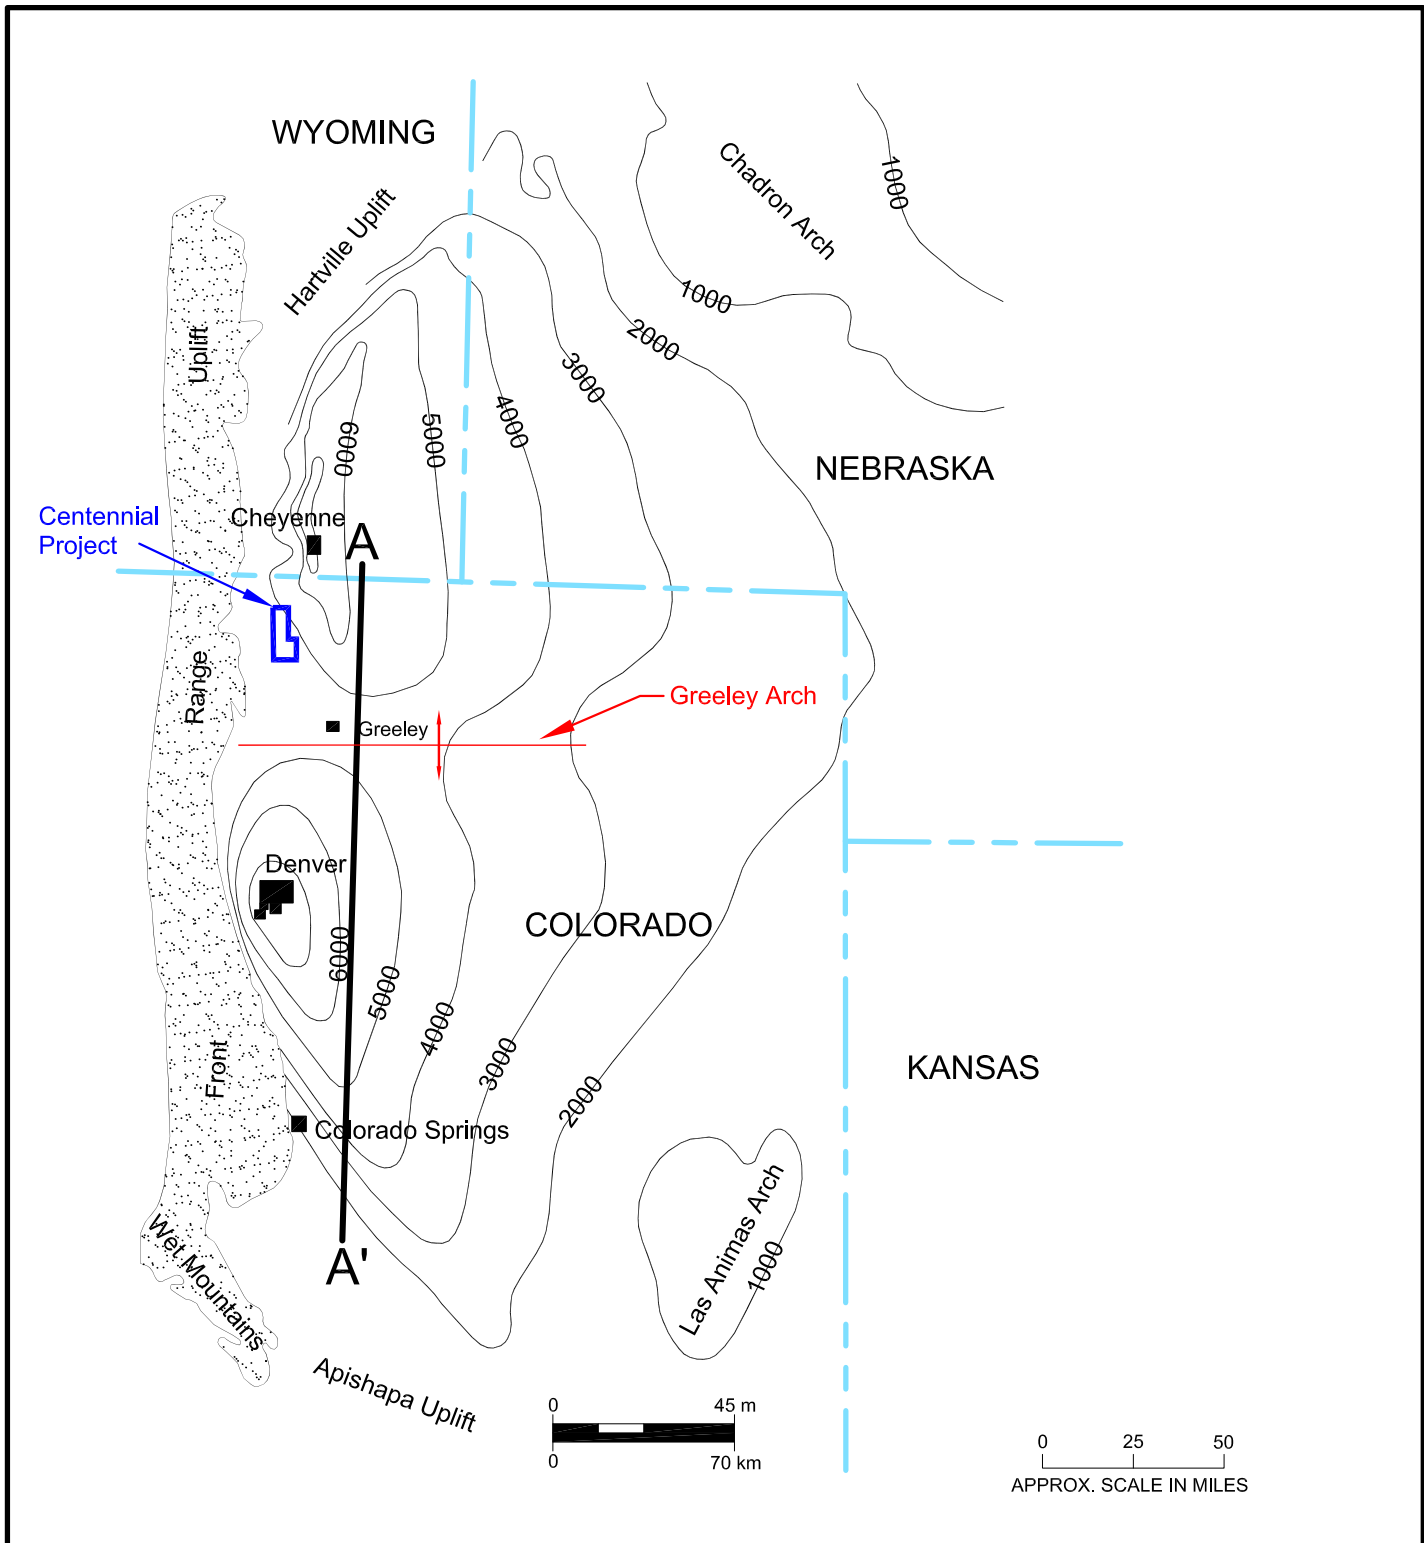 WYOMING
Chadron Arch
1000
Hartville Uplift
1000
2000
3000
4000
5000
6000
Uplift
NEBRASKA
Centennial
Project
Cheyenne
A
Range
Greeley Arch
Greeley
Denver
COLORADO
6000
5000
4000
3000
2000
Front
KANSAS
Colorado Springs
Las Animas Arch
1000
A'
Wet Mountains
Apishapa Uplift
0 45 m
0 70 km
0 25 50
APPROX. SCALE IN MILES